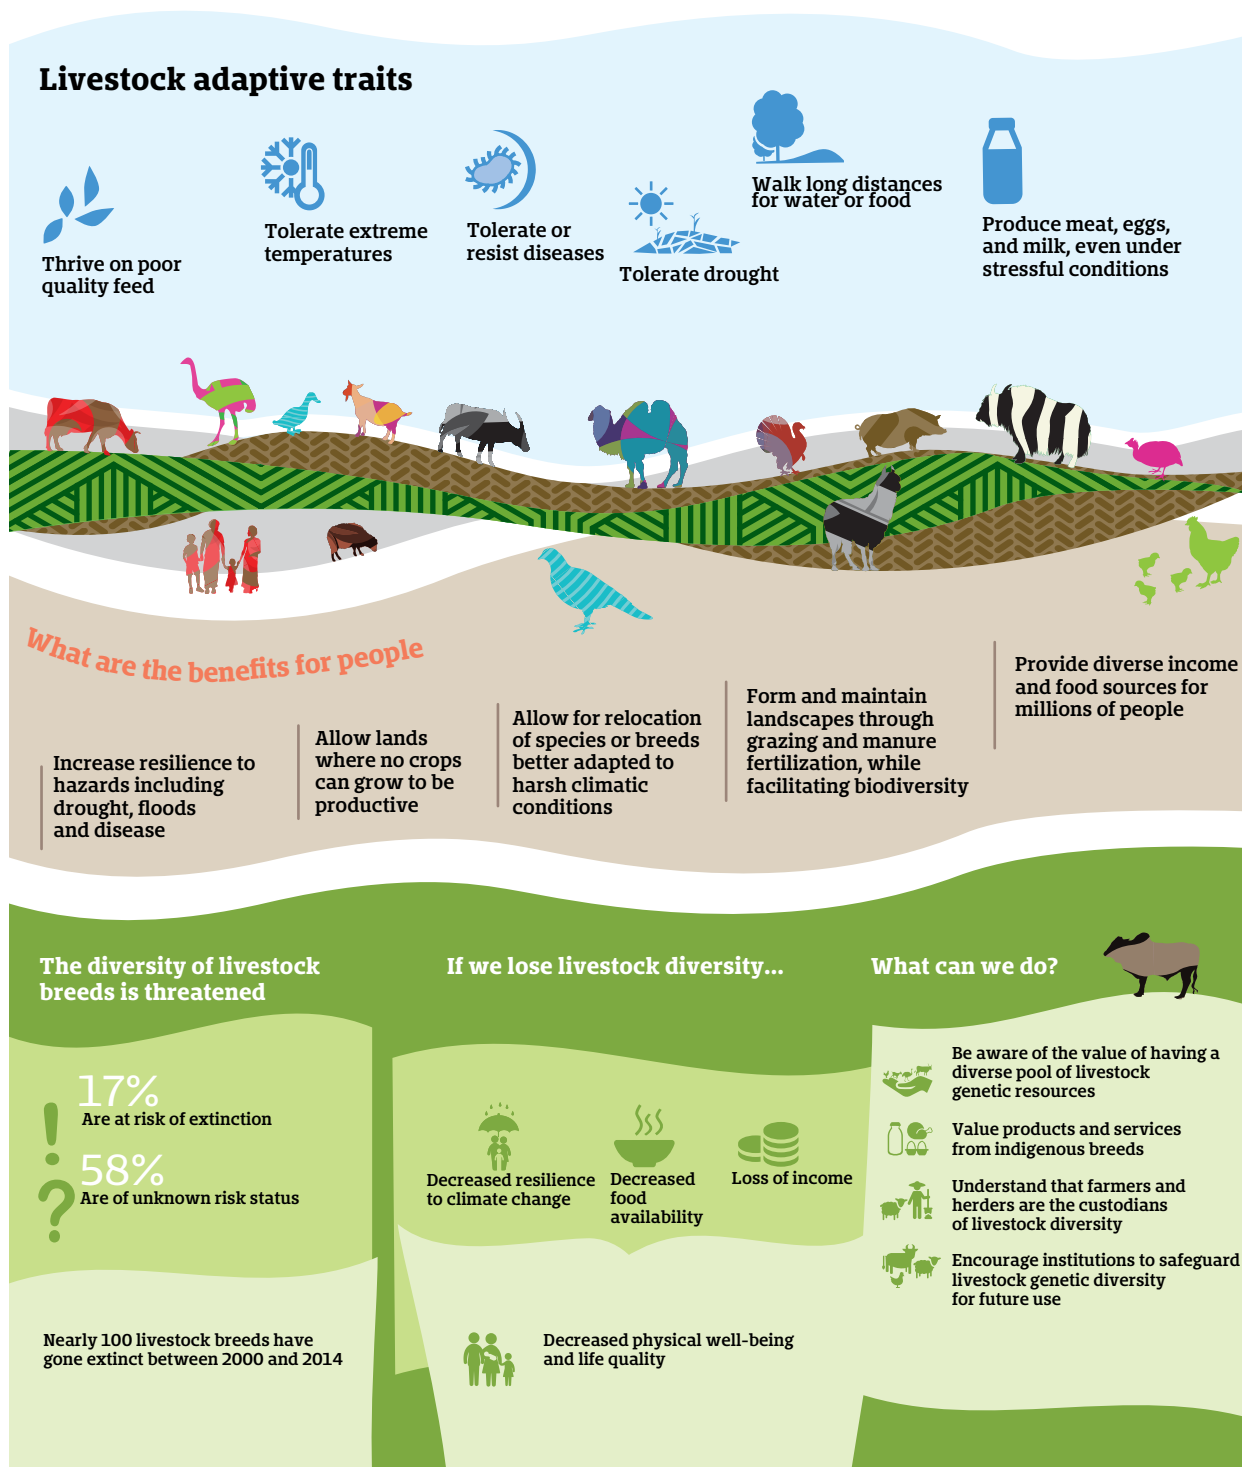 Livestock adaptive traits
Thrive on poor
quality feed
Tolerate extreme
temperatures
Tolerate or
resist diseases
Tolerate drought
Walk long distances
for water or food
Produce meat, eggs,
and milk, even under
stressful conditions
What are the benefits for people
Increase resilience to
hazards including
drought, floods
and disease
Allow lands
where no crops
can grow to be
productive
Allow for relocation
of species or breeds
better adapted to
harsh climatic
conditions
Form and maintain
landscapes through
grazing and manure
fertilization, while
facilitating biodiversity
Provide diverse income
and food sources for
millions of people
The diversity of livestock
breeds is threatened
17%
Are at risk of extinction
58%
Are of unknown risk status
Nearly 100 livestock breeds have
gone extinct between 2000 and 2014
If we lose livestock diversity...
Decreased resilience
to climate change
Decreased
food
availability
Loss of income
Decreased physical well-being
and life quality
What can we do?
Be aware of the value of having a
diverse pool of livestock
genetic resources
Value products and services
from indigenous breeds
Understand that farmers and
herders are the custodians
of livestock diversity
Encourage institutions to safeguard
livestock genetic diversity
for future use